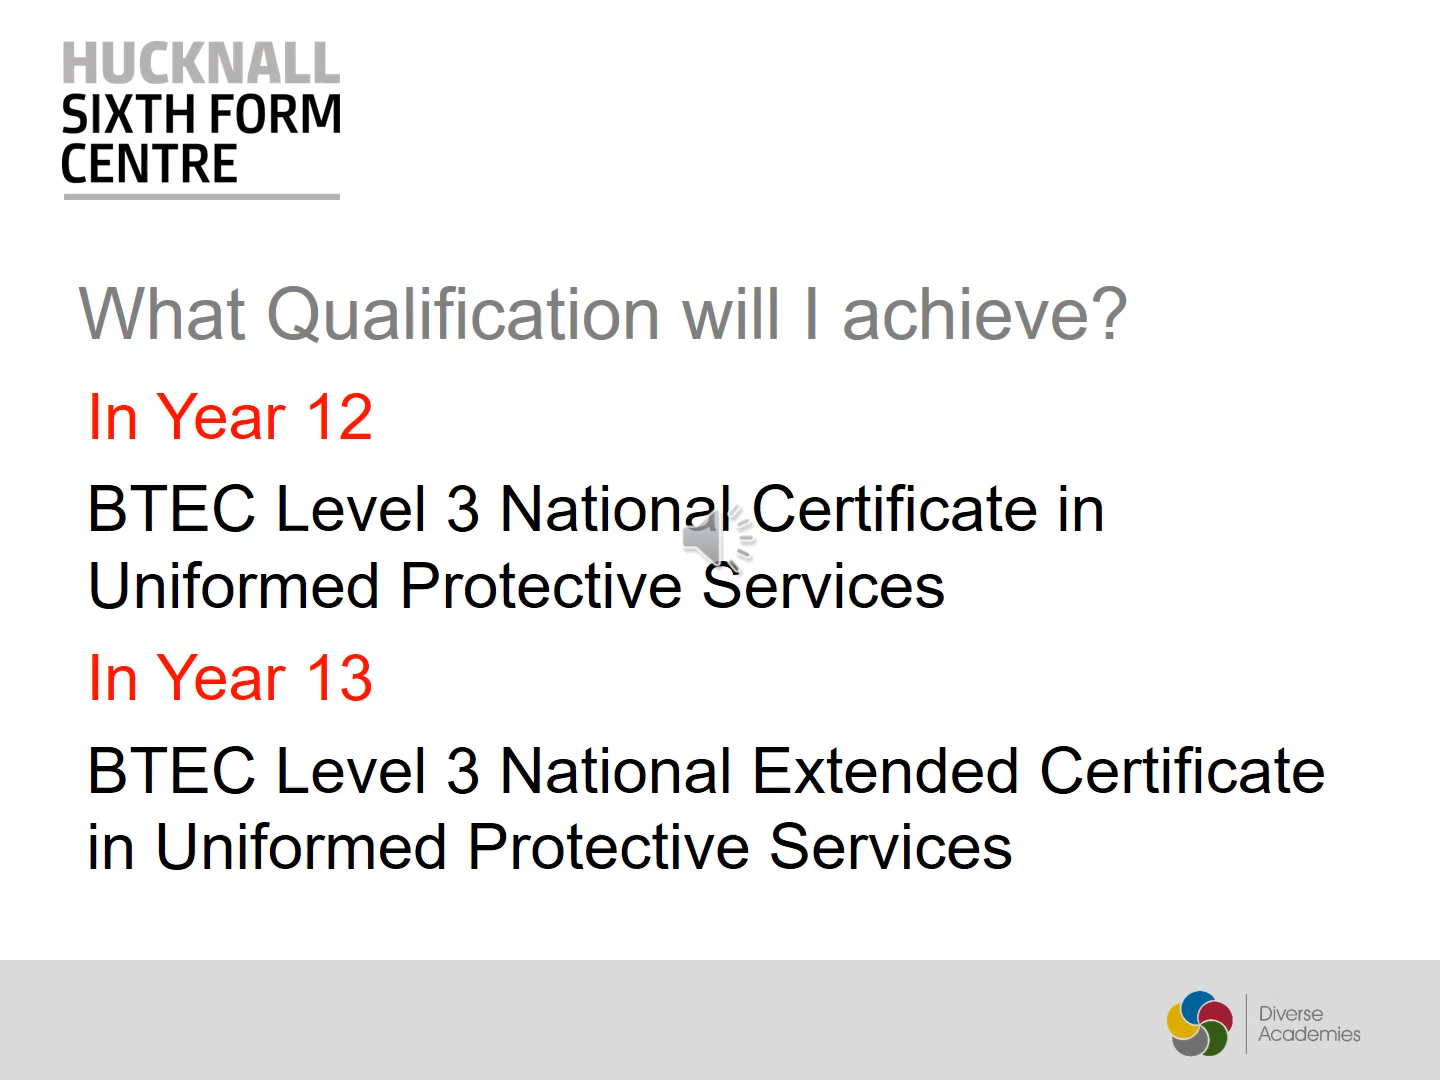 HUCKNALL
SIXTH FORM
CENTRE
What Qualification will I achieve?
In Year 12
BTEC Level 3 National Certificate in
Uniformed Protective Services
In Year 13
BTEC Level 3 National Extended Certificate
in Uniformed Protective Services
Diverse
Academies